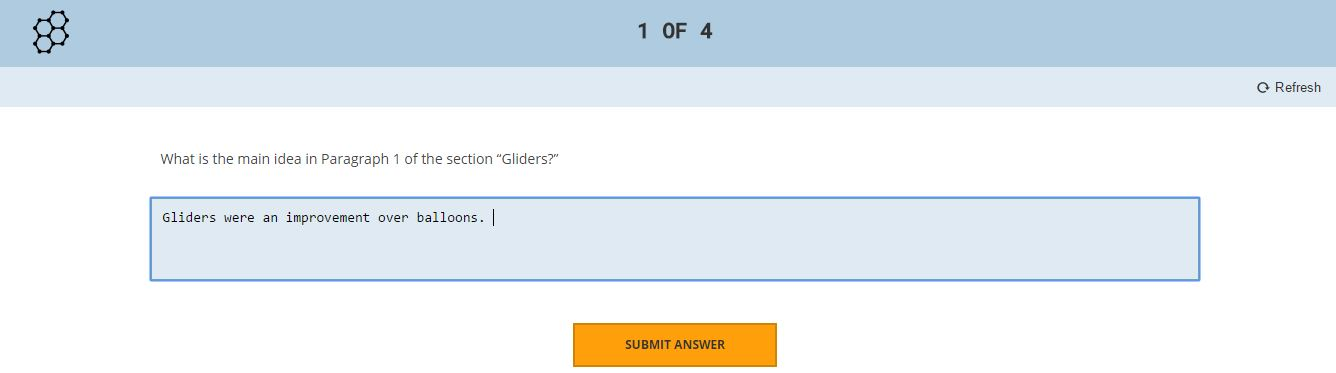 1 OF 4
Refresh
What is the main idea in Paragraph 1 of the section “Gliders?”
Gliders were an improvement over balloons.
SUBMIT ANSWER